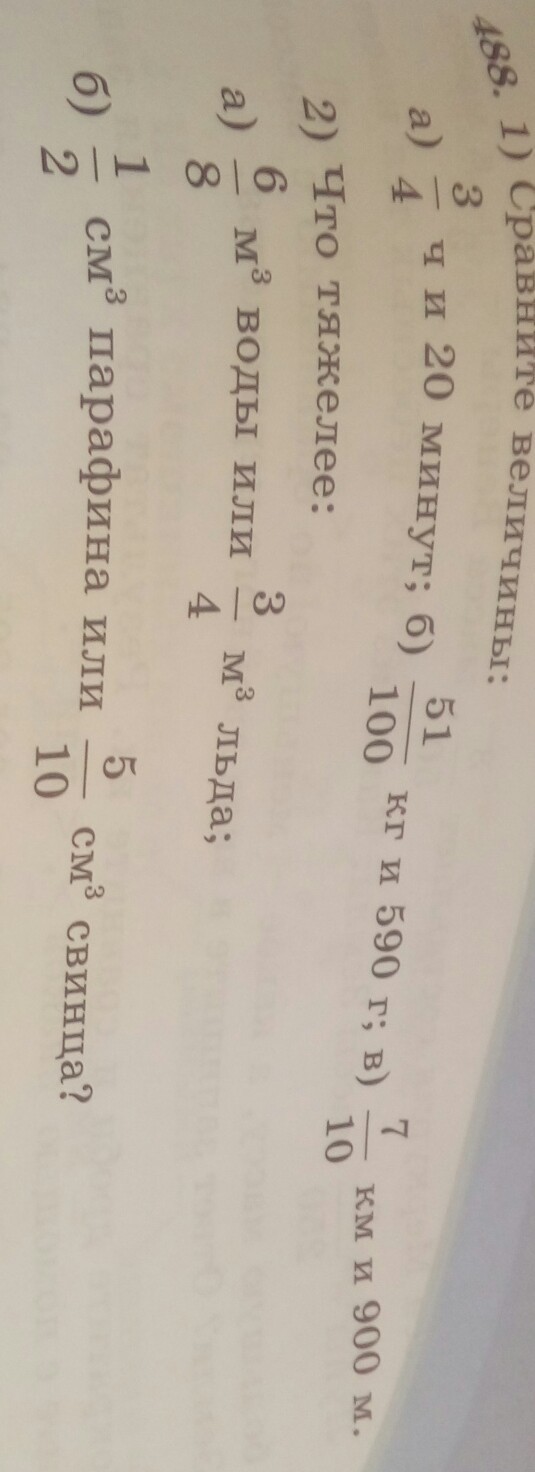 488. 1) Сравните величины:
а) 3/4 ч и 20 минут; б) 51/100 кг и 590 г; в) 7/10 км и 900 м.
2) Что тяжелее:
а) 6/8 м³ воды или 3/4 м³ льда;
б) 1/2 см³ парафина или 5/10 см³ свинца?